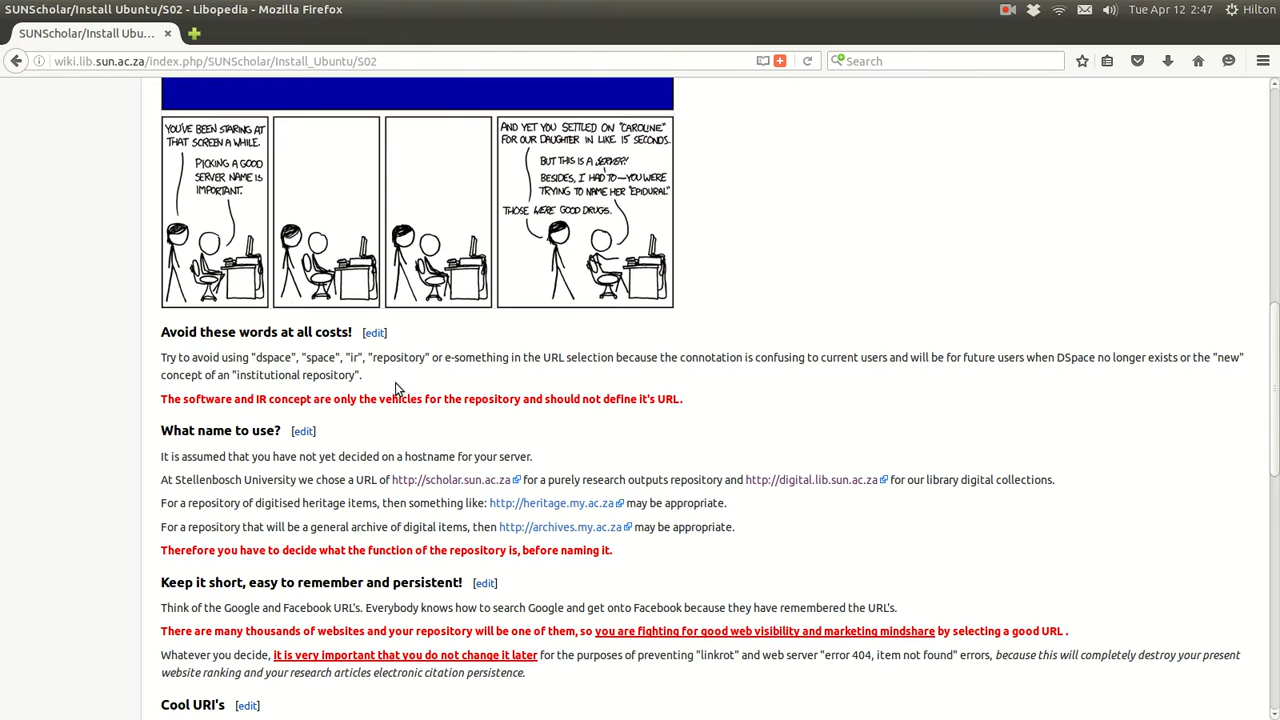 SUNScholar/Install Ubuntu/S02 - Libopedia - Mozilla Firefox
Tue Apr 12 2:47 Hilton
SUNScholar/Install Ubu...
wiki.lib.sun.ac.za/index.php/SUNScholar/Install_Ubuntu/S02
Search
YOU'VE BEEN STARING AT
THAT SCREEN A WHILE.
PICKING A GOOD
SERVER NAME IS
IMPORTANT.
AND YET YOU SETTLED ON "CAROLINE"
FOR OUR DAUGHTER IN LIKE 15 SECONDS.
BUT THIS IS A SERVER!
BESIDES, I HAD TO—YOU WERE
TRYING TO NAME HER "EPIDURAL"
THOSE WERE GOOD DRUGS.
Avoid these words at all costs! [edit]
Try to avoid using "dspace", "space", "ir", "repository" or e-something in the URL selection because the connotation is confusing to current users and will be for future users when DSpace no longer exists or the "new"
concept of an "institutional repository".
The software and IR concept are only the vehicles for the repository and should not define it's URL.
What name to use? [edit]
It is assumed that you have not yet decided on a hostname for your server.
At Stellenbosch University we chose a URL of http://scholar.sun.ac.za for a purely research outputs repository and http://digital.lib.sun.ac.za for our library digital collections.
For a repository of digitised heritage items, then something like: http://heritage.my.ac.za may be appropriate.
For a repository that will be a general archive of digital items, then http://archives.my.ac.za may be appropriate.
Therefore you have to decide what the function of the repository is, before naming it.
Keep it short, easy to remember and persistent! [edit]
Think of the Google and Facebook URL's. Everybody knows how to search Google and get onto Facebook because they have remembered the URL's.
There are many thousands of websites and your repository will be one of them, so you are fighting for good web visibility and marketing mindshare by selecting a good URL .
Whatever you decide, it is very important that you do not change it later for the purposes of preventing "linkrot" and web server "error 404, item not found" errors, because this will completely destroy your present
website ranking and your research articles electronic citation persistence.
Cool URI's [edit]